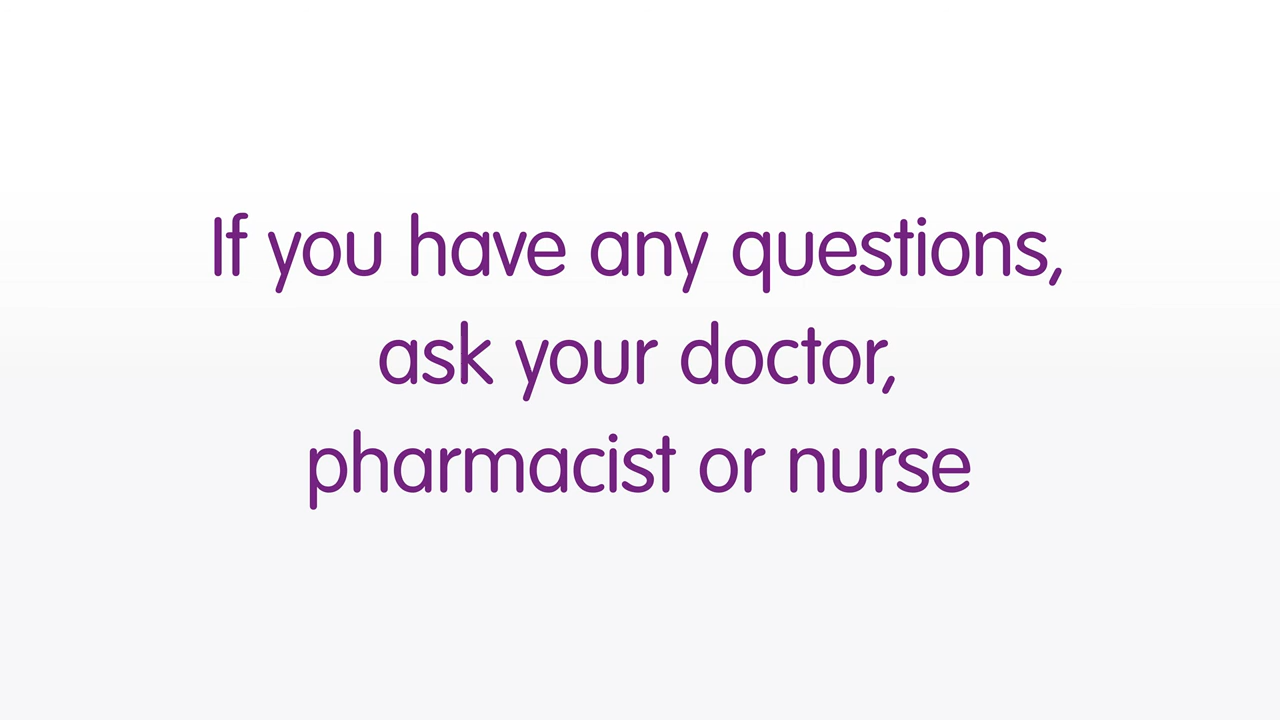 If you have any questions,
ask your doctor,
pharmacist or nurse